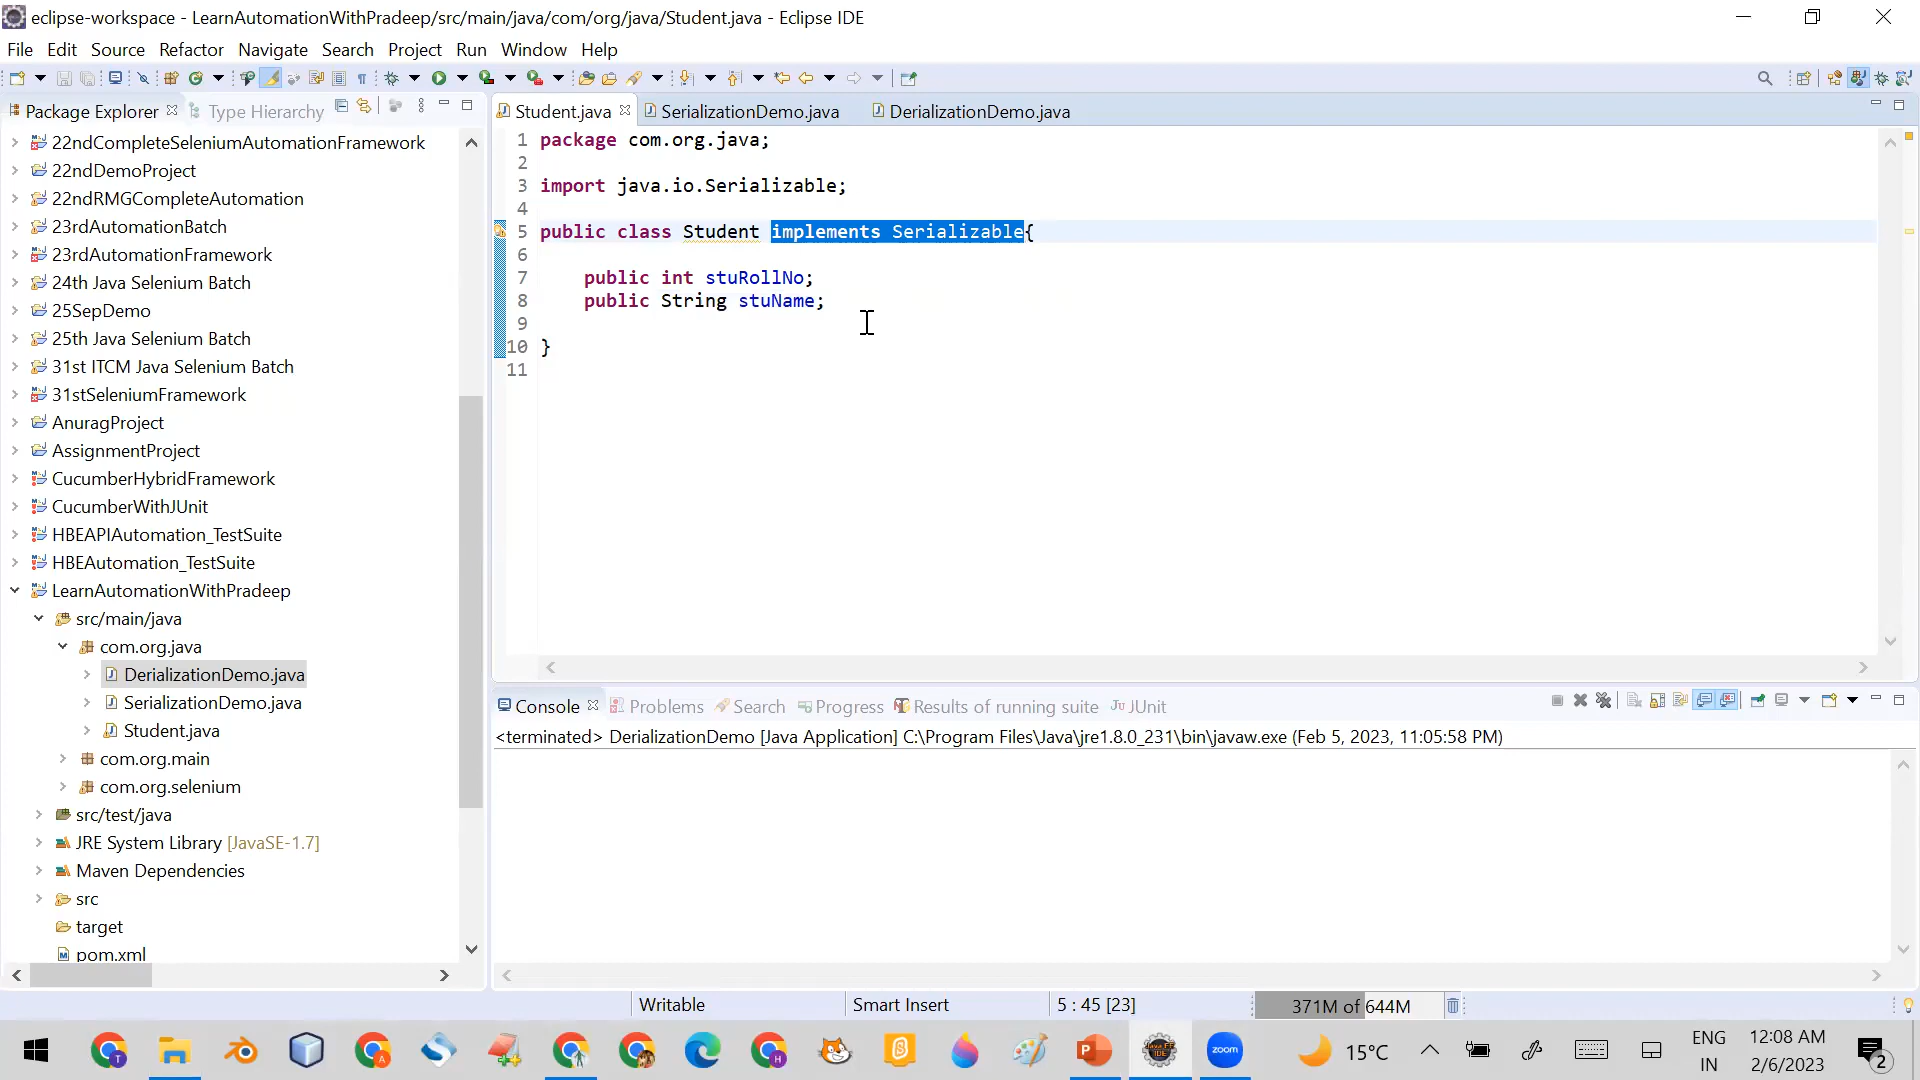 eclipse-workspace - LearnAutomationWithPradeep/src/main/java/com/org/java/Student.java - Eclipse IDE
File Edit Source Refactor Navigate Search Project Run Window Help
Package Explorer
Type Hierarchy
22ndCompleteSeleniumAutomationFramework
22ndDemoProject
22ndRMGCompleteAutomation
23rdAutomationBatch
23rdAutomationFramework
24th Java Selenium Batch
25SepDemo
25th Java Selenium Batch
31st ITCM Java Selenium Batch
31stSeleniumFramework
AnuragProject
AssignmentProject
CucumberHybridFramework
CucumberWithJUnit
HBEAPIAutomation_TestSuite
HBEAutomation_TestSuite
LearnAutomationWithPradeep
src/main/java
com.org.java
DerializationDemo.java
SerializationDemo.java
Student.java
com.org.main
com.org.selenium
src/test/java
JRE System Library [JavaSE-1.7]
Maven Dependencies
src
target
pom.xml
Student.java SerializationDemo.java DerializationDemo.java
1 package com.org.java;
2
3 import java.io.Serializable;
4
5 public class Student implements Serializable{
6
7 public int stuRollNo;
8 public String stuName;
9
10 }
11
Console Problems Search Progress Results of running suite JUnit
<terminated> DerializationDemo [Java Application] C:\Program Files\Java\jre1.8.0_231\bin\javaw.exe (Feb 5, 2023, 11:05:58 PM)
Writable Smart Insert 5 : 45 [23] 371M of 644M
zoom
15°C
ENG
IN
12:08 AM
2/6/2023
2